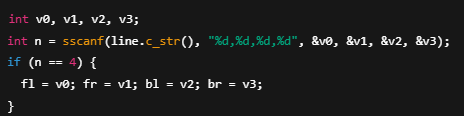 int v0, v1, v2, v3;
int n = sscanf(line.c_str(), "%d,%d,%d,%d", &v0, &v1, &v2, &v3);
if (n == 4) {
  fl = v0; fr = v1; bl = v2; br = v3;
}